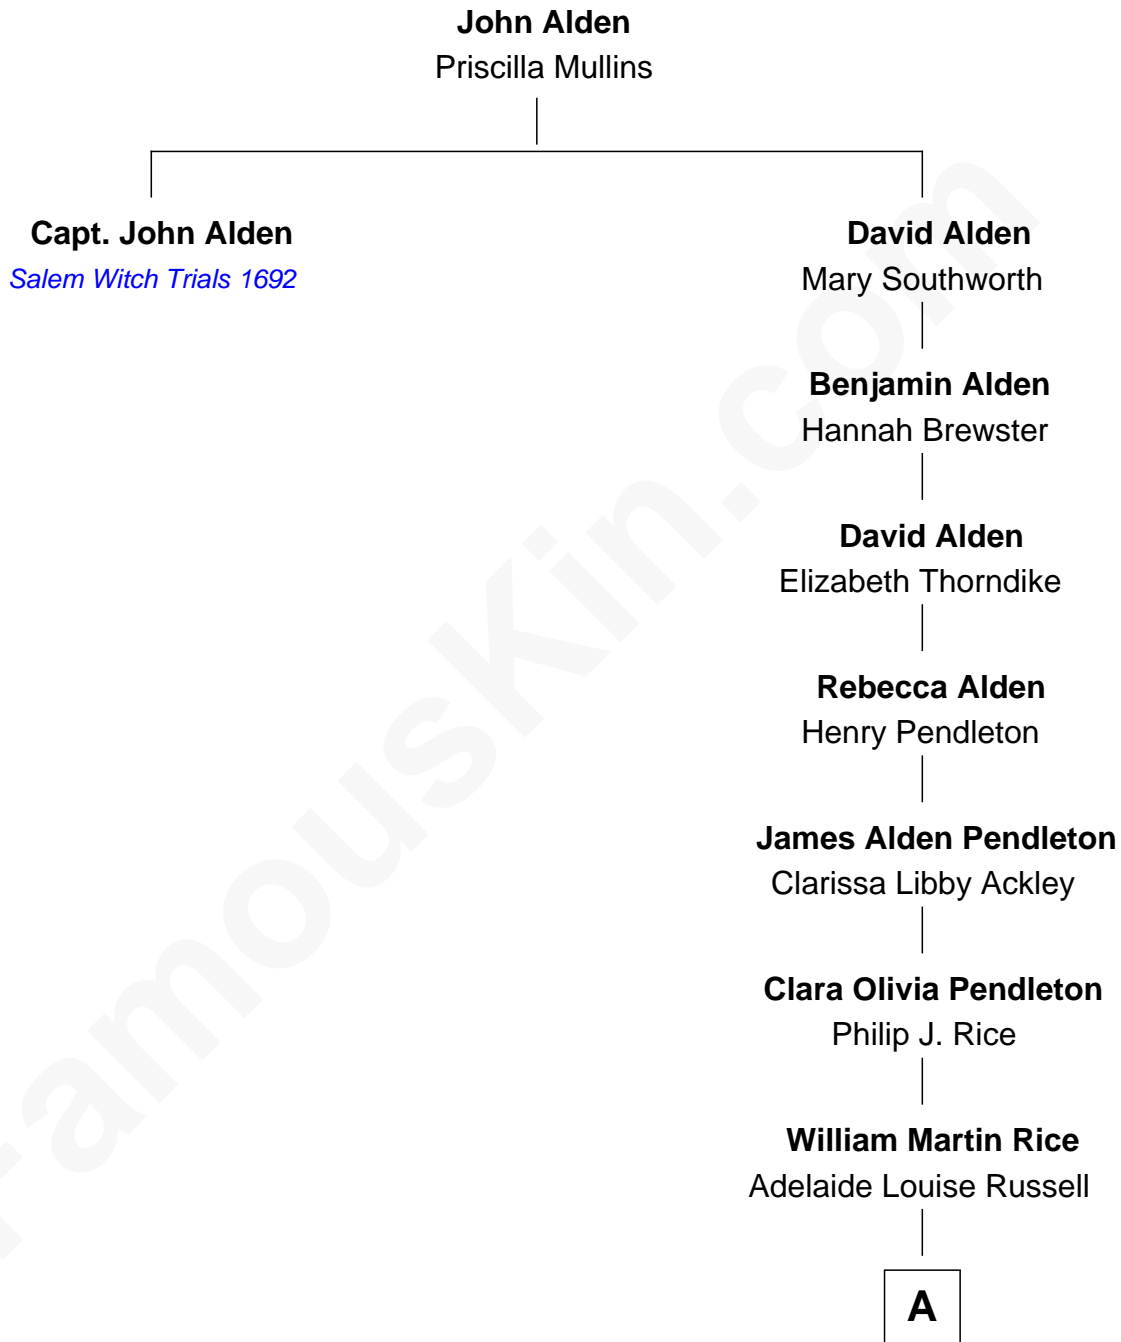 John Alden
Priscilla Mullins
Capt. John Alden
Salem Witch Trials 1692
David Alden
Mary Southworth
Benjamin Alden
Hannah Brewster
David Alden
Elizabeth Thorndike
Rebecca Alden
Henry Pendleton
James Alden Pendleton
Clarissa Libby Ackley
Clara Olivia Pendleton
Philip J. Rice
William Martin Rice
Adelaide Louise Russell
A
FamousKin.com